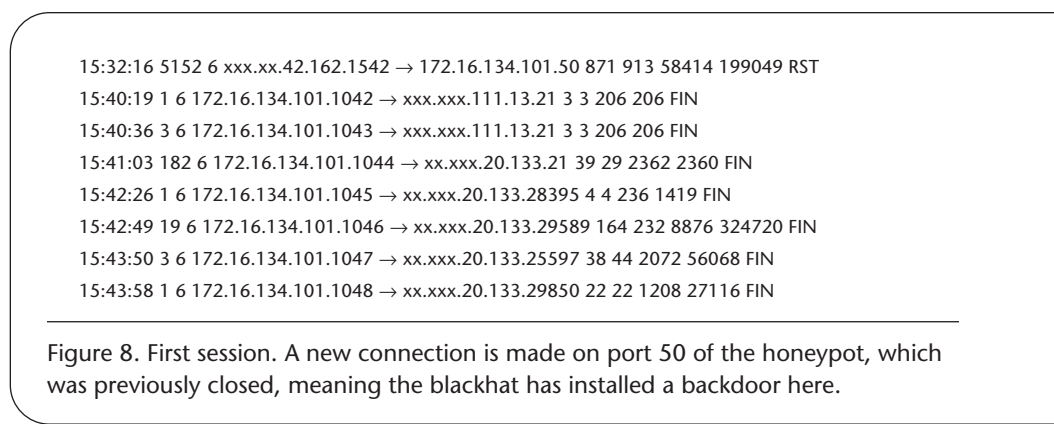 15:32:16 5152 6 xxx.xx.42.162.1542 → 172.16.134.101.50 871 913 58414 199049 RST
15:40:19 1 6 172.16.134.101.1042 → xxx.xxx.111.13.21 3 3 206 206 FIN
15:40:36 3 6 172.16.134.101.1043 → xxx.xxx.111.13.21 3 3 206 206 FIN
15:41:03 182 6 172.16.134.101.1044 → xx.xxx.20.133.21 39 29 2362 2360 FIN
15:42:26 1 6 172.16.134.101.1045 → xx.xxx.20.133.28395 4 4 236 1419 FIN
15:42:49 19 6 172.16.134.101.1046 → xx.xxx.20.133.29589 164 232 8876 324720 FIN
15:43:50 3 6 172.16.134.101.1047 → xx.xxx.20.133.25597 38 44 2072 56068 FIN
15:43:58 1 6 172.16.134.101.1048 → xx.xxx.20.133.29850 22 22 1208 27116 FIN
Figure 8. First session. A new connection is made on port 50 of the honeypot, which
was previously closed, meaning the blackhat has installed a backdoor here.